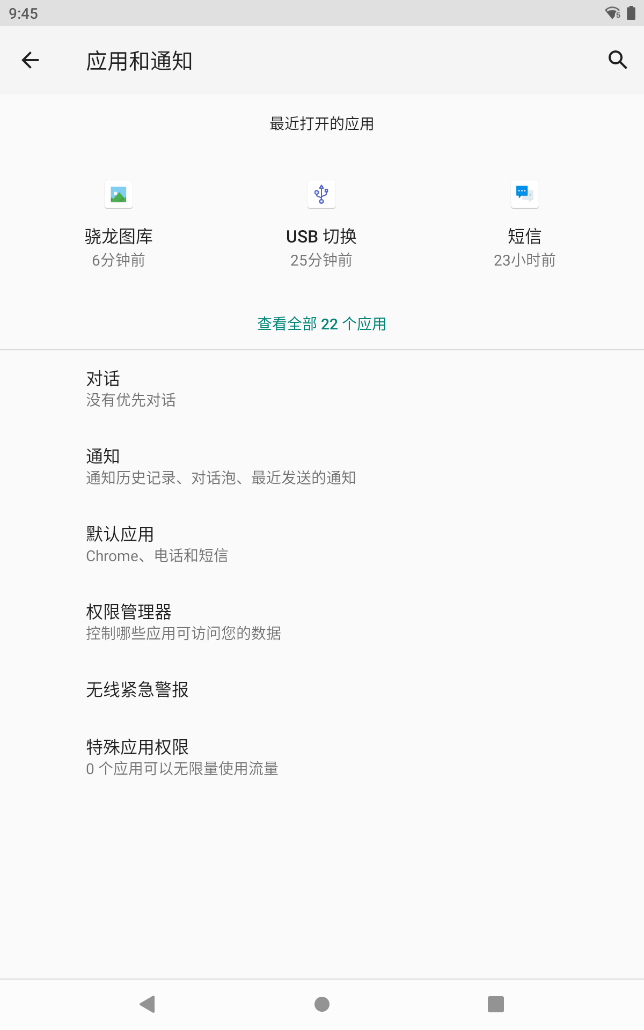 9:45
应用和通知
最近打开的应用
骁龙图库
6分钟前
USB 切换
25分钟前
短信
23小时前
查看全部 22 个应用
对话
没有优先对话
通知
通知历史记录、对话泡、最近发送的通知
默认应用
Chrome、电话和短信
权限管理器
控制哪些应用可访问您的数据
无线紧急警报
特殊应用权限
0 个应用可以无限量使用流量